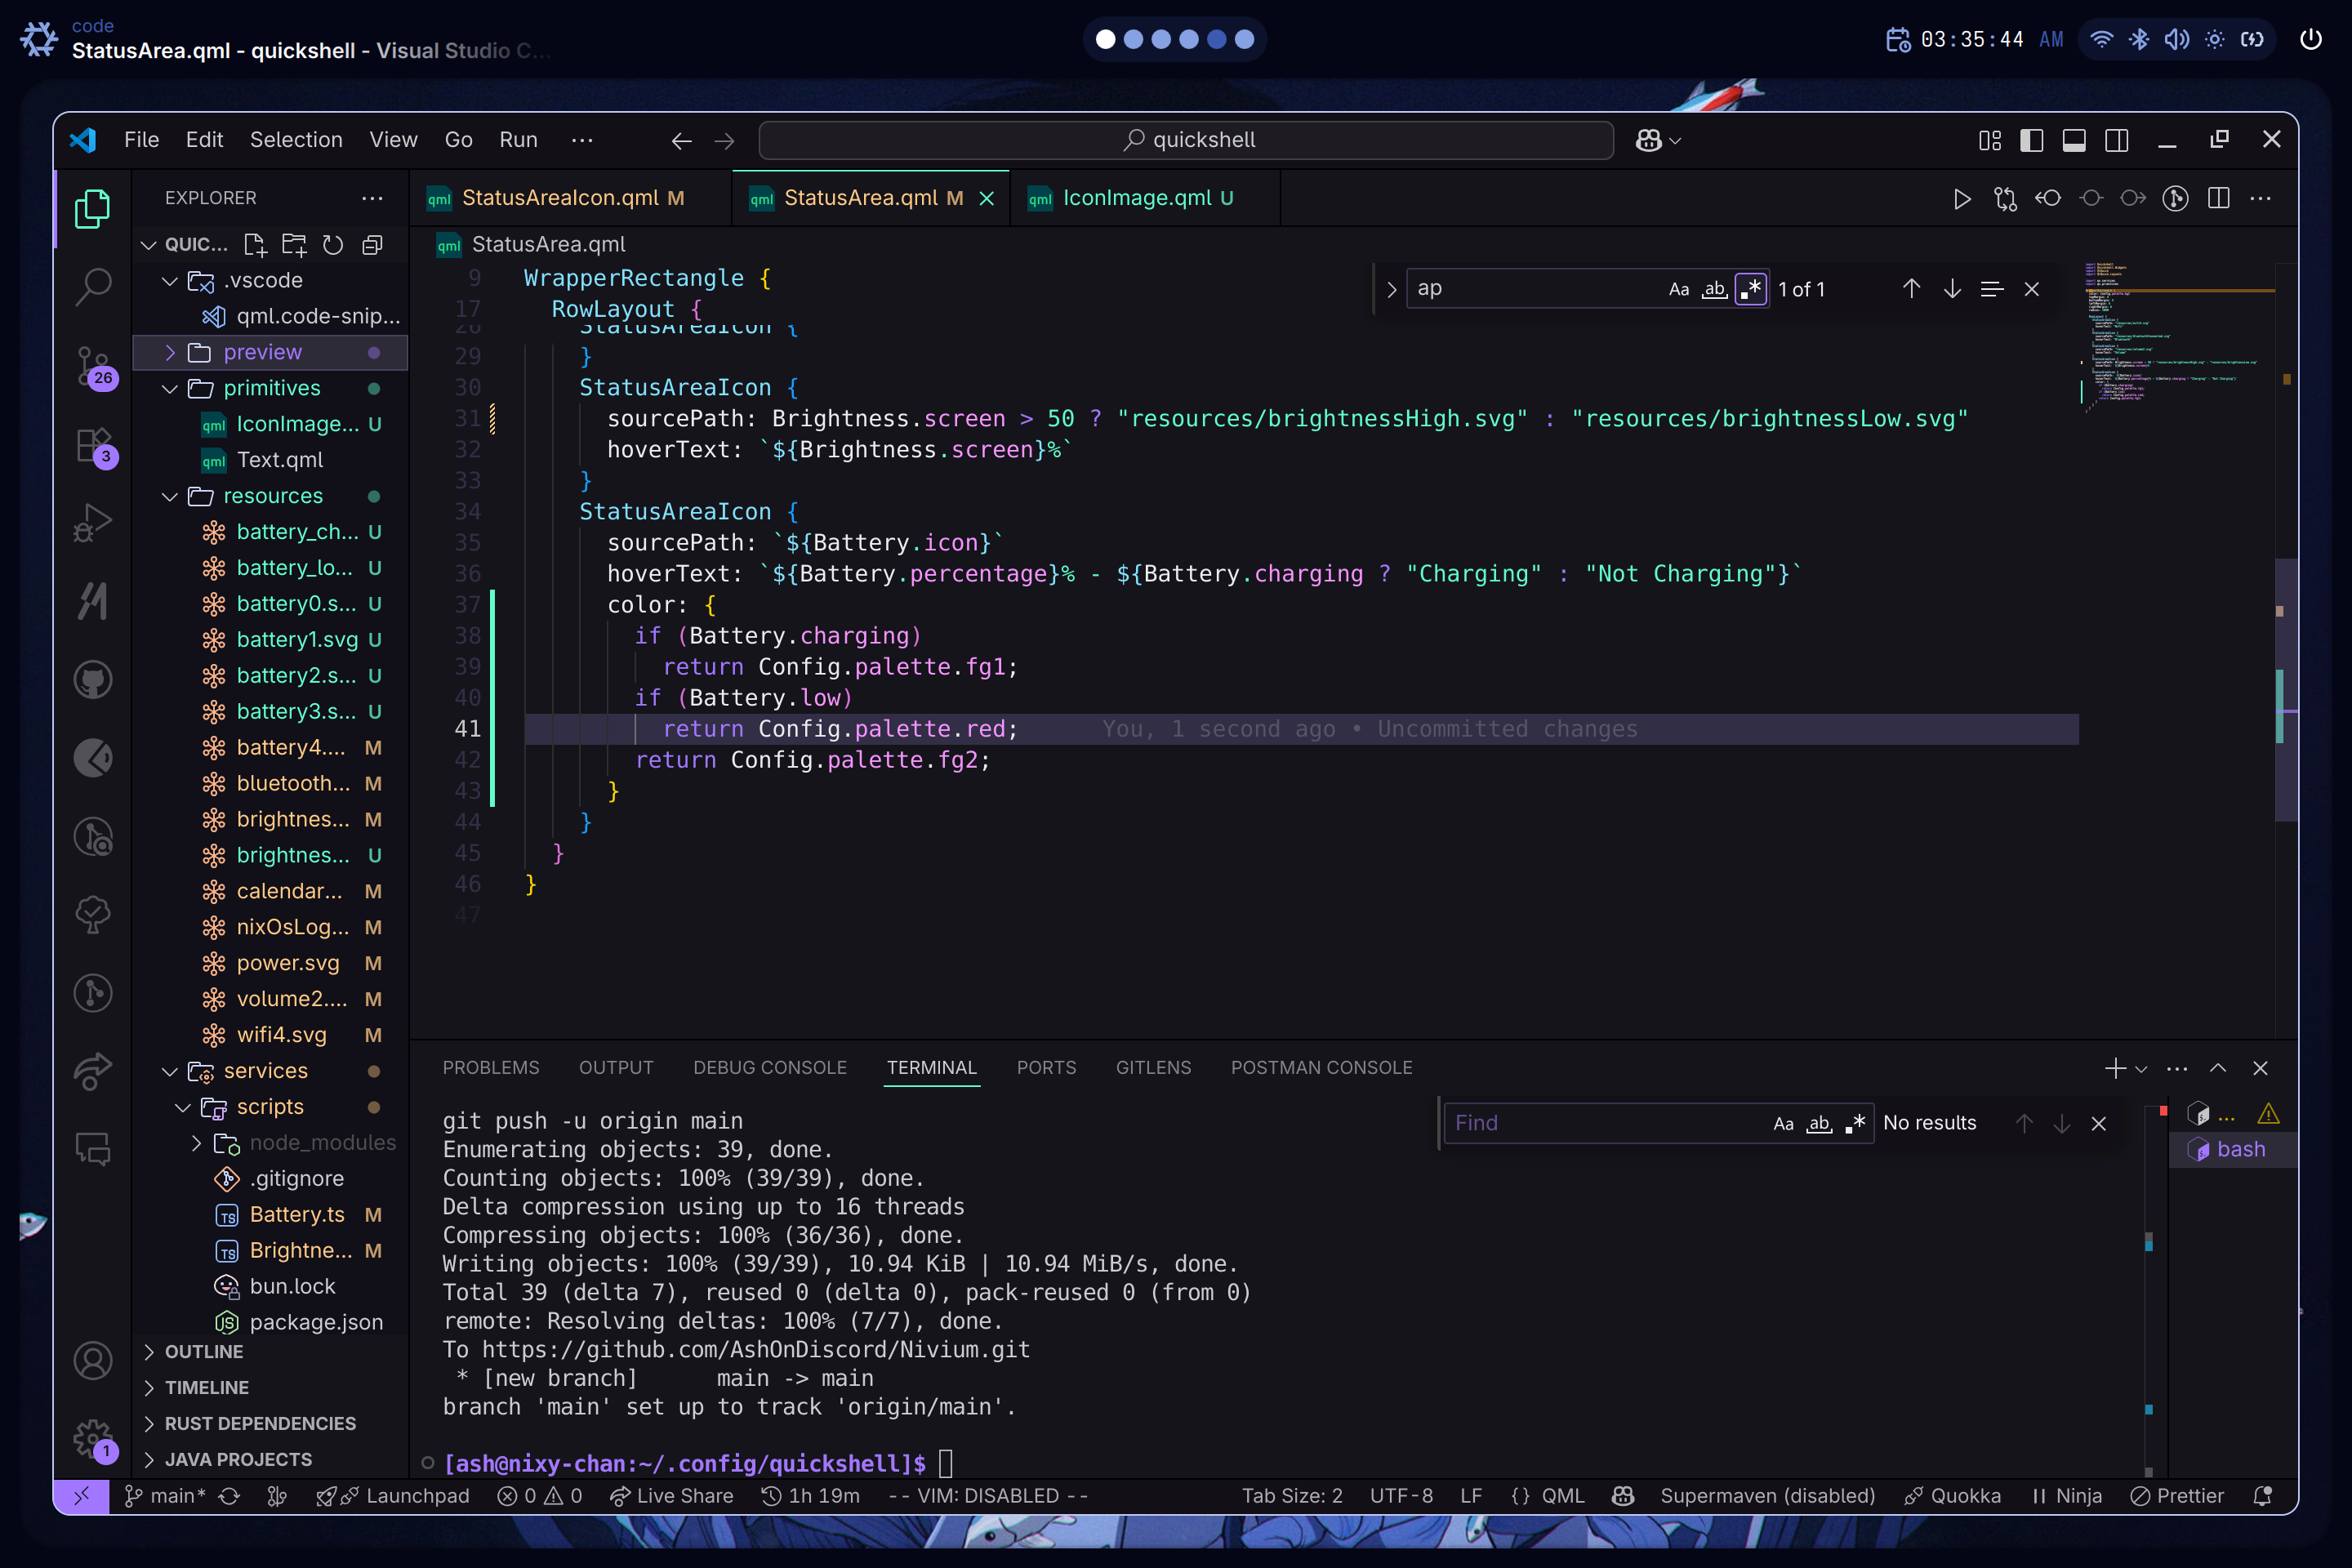 code
StatusArea.qml - quickshell - Visual Studio C...
03:35:44 AM
File Edit Selection View Go Run
quickshell
EXPLORER
StatusAreaIcon.qml M
StatusArea.qml M
IconImage.qml U
QUIC...
StatusArea.qml
.vscode
qml.code-snip...
preview
primitives
IconImage... U
Text.qml
resources
battery_ch... U
battery_lo... U
battery0.s... U
battery1.svg U
battery2.s... U
battery3.s... U
battery4.... M
bluetooth... M
brightnes... M
brightnes... U
calendar... M
nixOsLog... M
power.svg M
volume2.... M
wifi4.svg M
services
scripts
node_modules
.gitignore
Battery.ts M
Brightne... M
bun.lock
package.json
OUTLINE
TIMELINE
RUST DEPENDENCIES
JAVA PROJECTS
26
3
1
ap
Aa ab .* 1 of 1
9 WrapperRectangle {
17 RowLayout {
28 StatusAreaIcon {
29 }
30 StatusAreaIcon {
31 sourcePath: Brightness.screen > 50 ? "resources/brightnessHigh.svg" : "resources/brightnessLow.svg"
32 hoverText: `${Brightness.screen}%`
33 }
34 StatusAreaIcon {
35 sourcePath: `${Battery.icon}`
36 hoverText: `${Battery.percentage}% - ${Battery.charging ? "Charging" : "Not Charging"}`
37 color: {
38 if (Battery.charging)
39 return Config.palette.fg1;
40 if (Battery.low)
41 return Config.palette.red; You, 1 second ago • Uncommitted changes
42 return Config.palette.fg2;
43 }
44 }
45 }
46 }
47
PROBLEMS OUTPUT DEBUG CONSOLE TERMINAL PORTS GITLENS POSTMAN CONSOLE
Find Aa ab .* No results
...
bash
git push -u origin main
Enumerating objects: 39, done.
Counting objects: 100% (39/39), done.
Delta compression using up to 16 threads
Compressing objects: 100% (36/36), done.
Writing objects: 100% (39/39), 10.94 KiB | 10.94 MiB/s, done.
Total 39 (delta 7), reused 0 (delta 0), pack-reused 0 (from 0)
remote: Resolving deltas: 100% (7/7), done.
To https://github.com/AshOnDiscord/Nivium.git
* [new branch] main -> main
branch 'main' set up to track 'origin/main'.
[ash@nixy-chan:~/.config/quickshell]$
main* Launchpad 0 0 Live Share 1h 19m -- VIM: DISABLED -- Tab Size: 2 UTF-8 LF {} QML Supermaven (disabled) Quokka Ninja Prettier